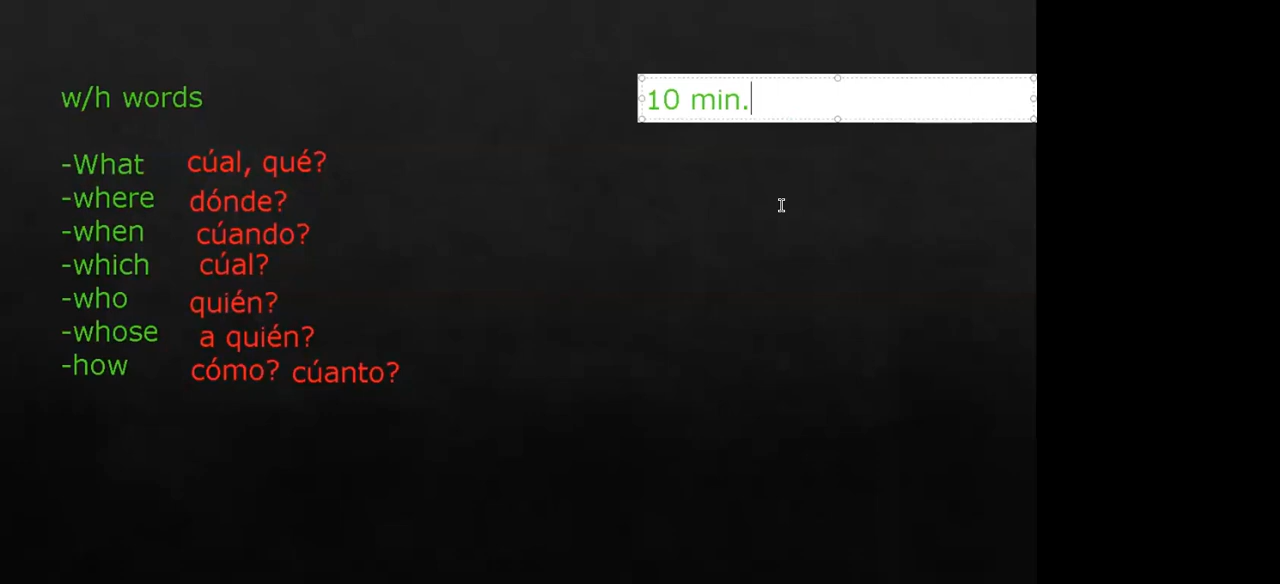 w/h words
10 min.
-What cúal, qué?
-where dónde?
-when cúando?
-which cúal?
-who quién?
-whose a quién?
-how cómo? cúanto?